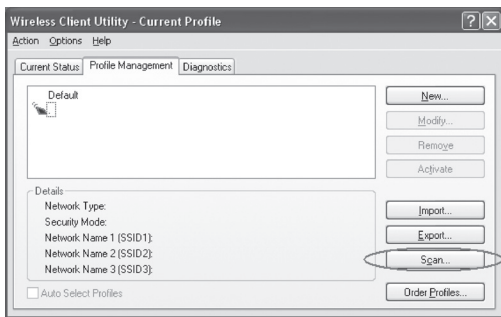 Wireless Client Utility - Current Profile
Action Options Help
Current Status Profile Management Diagnostics
Default
New...
Modify...
Remove
Activate
Details
Network Type:
Security Mode:
Network Name 1 (SSID1):
Network Name 2 (SSID2):
Network Name 3 (SSID3):
Import...
Export...
Scan...
Auto Select Profiles
Order Profiles...